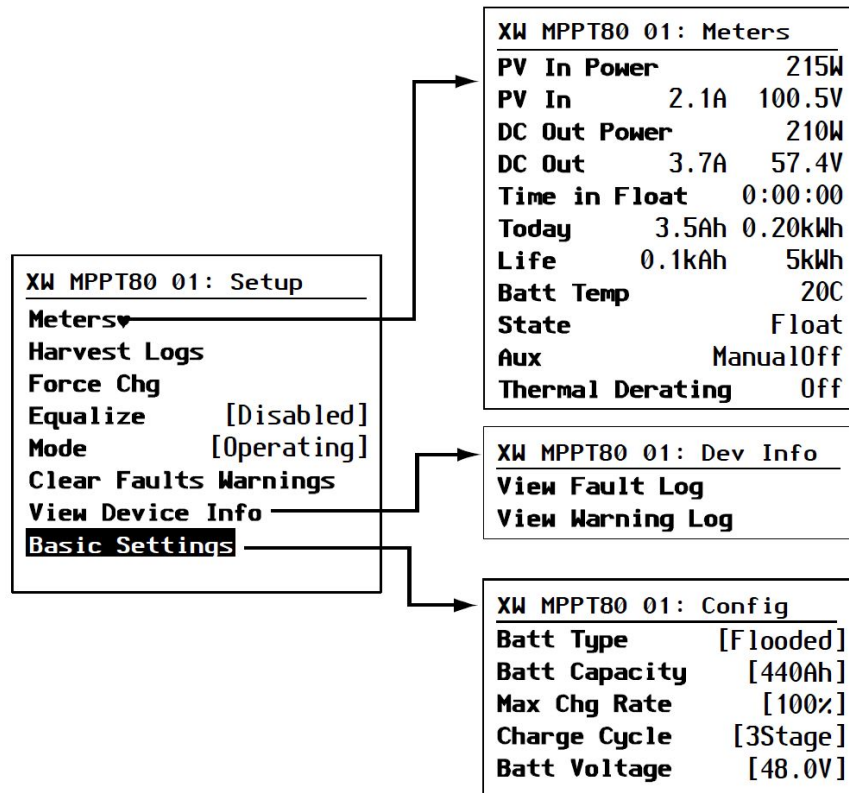 XW MPPT80 01: Setup
Meters♥
Harvest Logs
Force Chg
Equalize [Disabled]
Mode [Operating]
Clear Faults Warnings
View Device Info
Basic Settings
XW MPPT80 01: Meters
PV In Power 215W
PV In 2.1A 100.5V
DC Out Power 210W
DC Out 3.7A 57.4V
Time in Float 0:00:00
Today 3.5Ah 0.20kWh
Life 0.1kAh 5kWh
Batt Temp 20C
State Float
Aux ManualOff
Thermal Derating Off
XW MPPT80 01: Dev Info
View Fault Log
View Warning Log
XW MPPT80 01: Config
Batt Type [Flooded]
Batt Capacity [440Ah]
Max Chg Rate [100%]
Charge Cycle [3Stage]
Batt Voltage [48.0V]